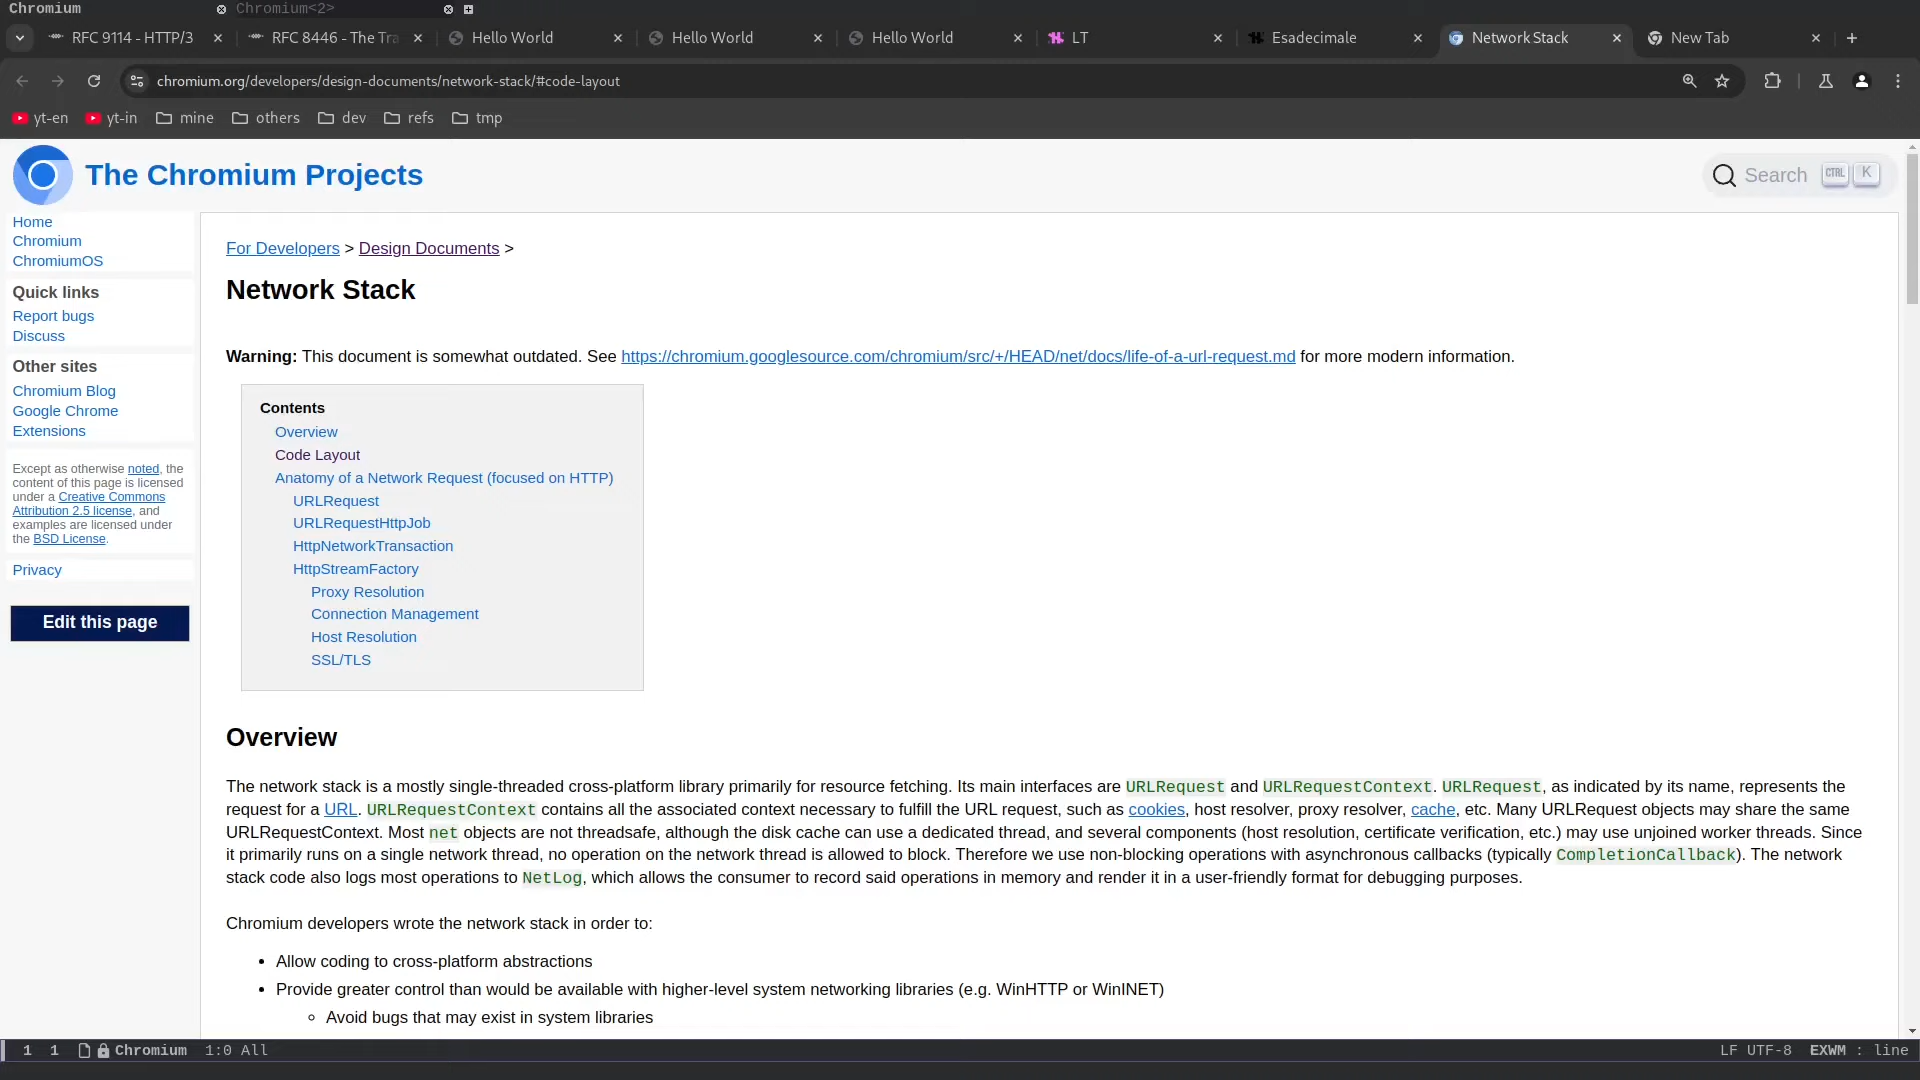 Chromium Chromium<2>
RFC 9114 - HTTP/3 RFC 8446 - The Tra Hello World Hello World Hello World LT Esadecimale Network Stack New Tab
chromium.org/developers/design-documents/network-stack/#code-layout
yt-en yt-in mine others dev refs tmp
The Chromium Projects
Search CTRL K
Home
Chromium
ChromiumOS
Quick links
Report bugs
Discuss
Other sites
Chromium Blog
Google Chrome
Extensions
Except as otherwise noted, the
content of this page is licensed
under a Creative Commons
Attribution 2.5 license, and
examples are licensed under
the BSD License.
Privacy
Edit this page
For Developers > Design Documents >
Network Stack
Warning: This document is somewhat outdated. See https://chromium.googlesource.com/chromium/src/+/HEAD/net/docs/life-of-a-url-request.md for more modern information.
Contents
Overview
Code Layout
Anatomy of a Network Request (focused on HTTP)
URLRequest
URLRequestHttpJob
HttpNetworkTransaction
HttpStreamFactory
Proxy Resolution
Connection Management
Host Resolution
SSL/TLS
Overview
The network stack is a mostly single-threaded cross-platform library primarily for resource fetching. Its main interfaces are URLRequest and URLRequestContext. URLRequest, as indicated by its name, represents the
request for a URL. URLRequestContext contains all the associated context necessary to fulfill the URL request, such as cookies, host resolver, proxy resolver, cache, etc. Many URLRequest objects may share the same
URLRequestContext. Most net objects are not threadsafe, although the disk cache can use a dedicated thread, and several components (host resolution, certificate verification, etc.) may use unjoined worker threads. Since
it primarily runs on a single network thread, no operation on the network thread is allowed to block. Therefore we use non-blocking operations with asynchronous callbacks (typically CompletionCallback). The network
stack code also logs most operations to NetLog, which allows the consumer to record said operations in memory and render it in a user-friendly format for debugging purposes.
Chromium developers wrote the network stack in order to:
• Allow coding to cross-platform abstractions
• Provide greater control than would be available with higher-level system networking libraries (e.g. WinHTTP or WinINET)
◦ Avoid bugs that may exist in system libraries
1 1 Chromium 1:0 All LF UTF-8 EXWM : line